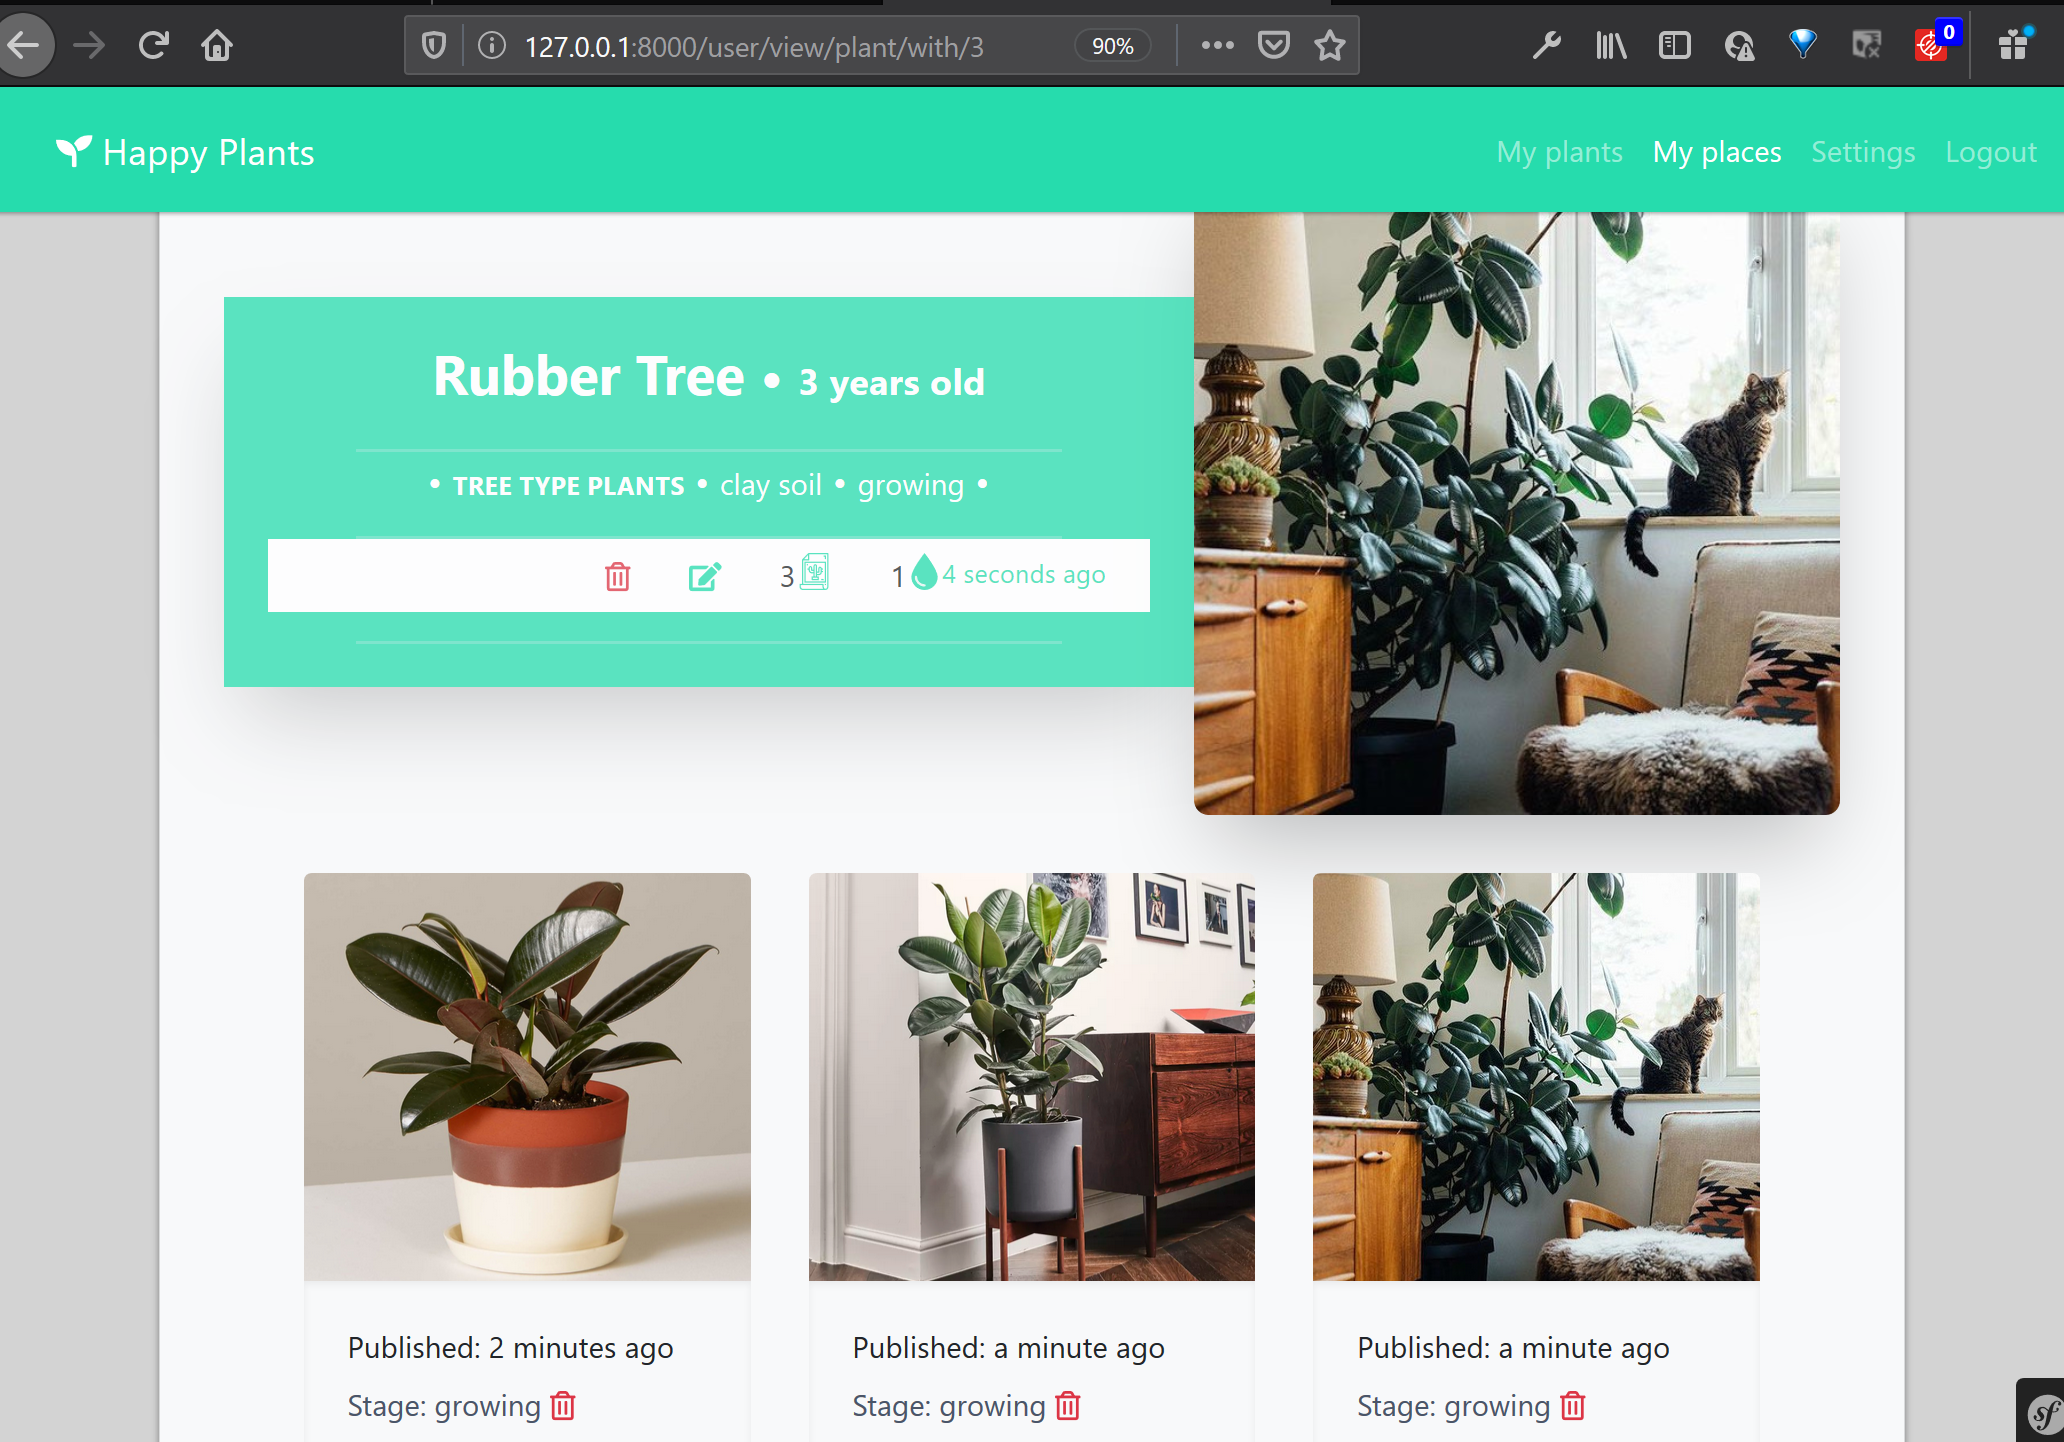 127.0.0.1:8000/user/view/plant/with/3
90%
0
Happy Plants
My plants My places Settings Logout
Rubber Tree • 3 years old
• TREE TYPE PLANTS • clay soil • growing •
3 1 4 seconds ago
Published: 2 minutes ago
Stage: growing
Published: a minute ago
Stage: growing
Published: a minute ago
Stage: growing
sf